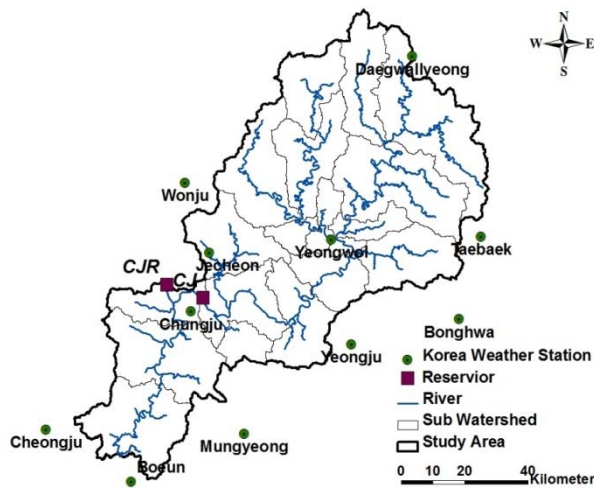 N
W E
S
Daegwallyeong
Wonju
Yeongwol
Taebaek
Jecheon
CJR CJ
Chungju
Bonghwa
Yeongju
Korea Weather Station
Reservior
River
Sub Watershed
Study Area
Cheongju
Mungyeong
Boeun
0 10 20 40
Kilometer